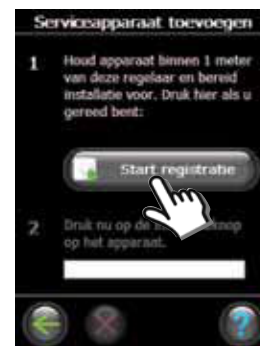 Serviceapparaat toevoegen
1
Houd apparaat binnen 1 meter
van deze regelaar en bereid
installatie voor. Druk hier als u
gereed bent:
Start registratie
2
Druk nu op de knop
op het apparaat.
?